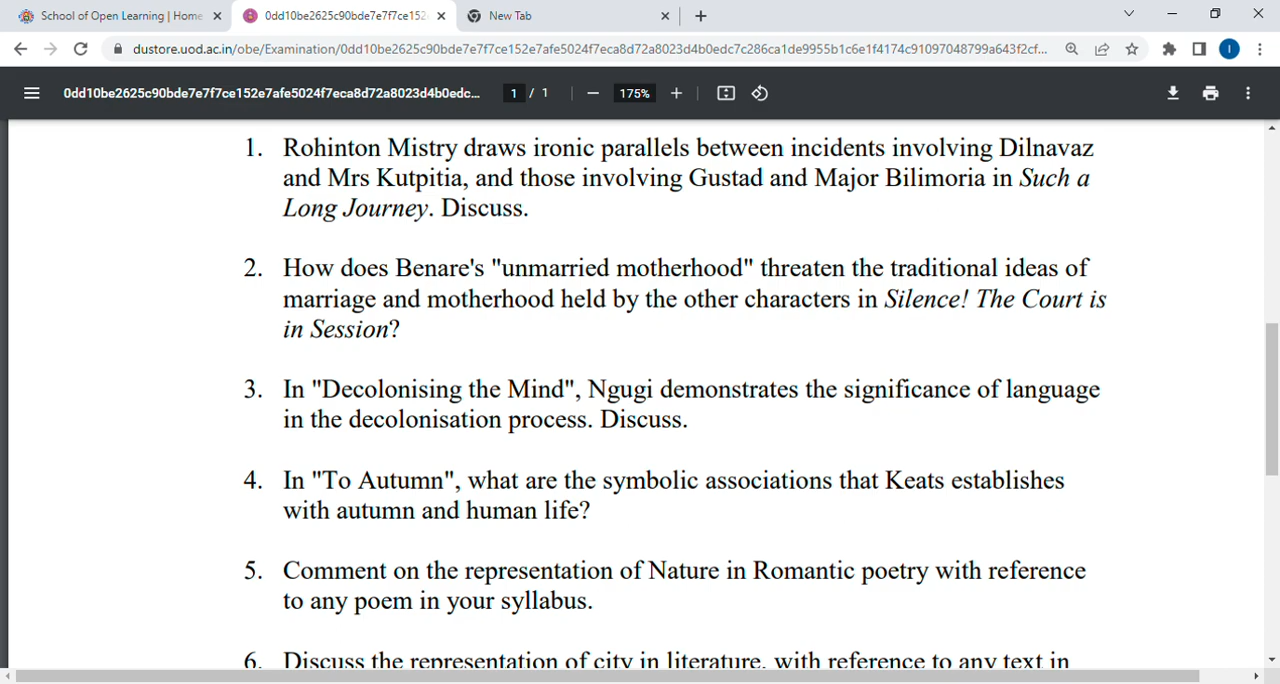 School of Open Learning | Home
0dd10be2625c90bde7e7f7ce152
New Tab
dustore.uod.ac.in/obe/Examination/0dd10be2625c90bde7e7f7ce152e7afe5024f7eca8d72a8023d4b0edc7c286ca1de9955b1c6e1f4174c91097048799a643f2cf...
I
0dd10be2625c90bde7e7f7ce152e7afe5024f7eca8d72a8023d4b0edc...
1 / 1
175%
1. Rohinton Mistry draws ironic parallels between incidents involving Dilnavaz
and Mrs Kutpitia, and those involving Gustad and Major Bilimoria in Such a
Long Journey. Discuss.
2. How does Benare's "unmarried motherhood" threaten the traditional ideas of
marriage and motherhood held by the other characters in Silence! The Court is
in Session?
3. In "Decolonising the Mind", Ngugi demonstrates the significance of language
in the decolonisation process. Discuss.
4. In "To Autumn", what are the symbolic associations that Keats establishes
with autumn and human life?
5. Comment on the representation of Nature in Romantic poetry with reference
to any poem in your syllabus.
6. Discuss the representation of city in literature, with reference to any text in